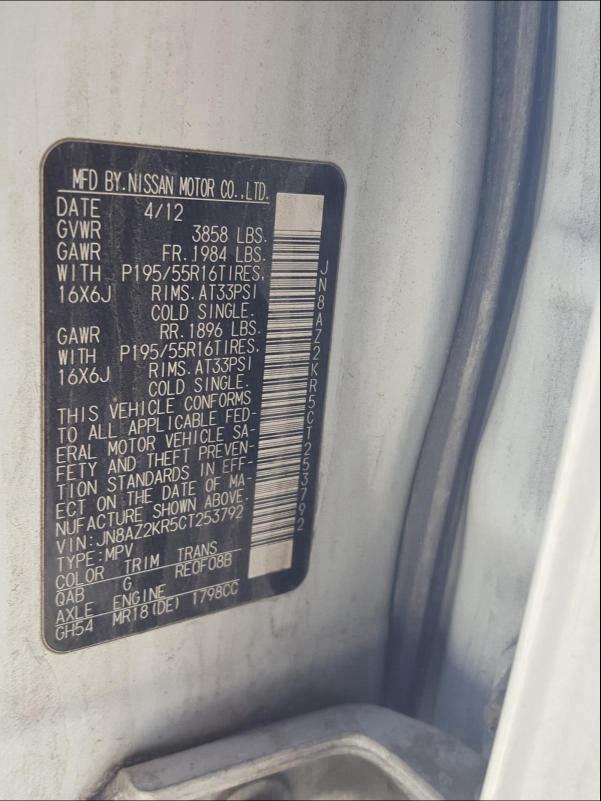 MFD BY.NISSAN MOTOR CO.,LTD.
DATE 4/12
GVWR 3858 LBS.
GAWR FR.1984 LBS.
WITH P195/55R16TIRES.
16X6J RIMS.AT33PSI
COLD SINGLE.
GAWR RR.1896 LBS.
WITH P195/55R16TIRES.
16X6J RIMS.AT33PSI
COLD SINGLE.
THIS VEHICLE CONFORMS
TO ALL APPLICABLE FED-
ERAL MOTOR VEHICLE SA-
FETY AND THEFT PREVEN-
TION STANDARDS IN EFF-
ECT ON THE DATE OF MA-
NUFACTURE SHOWN ABOVE.
VIN:JN8AZ2KR5CT253792
TYPE:MPV
COLOR TRIM TRANS
QAB G RE0F08B
AXLE ENGINE
GH54 MR18(DE) 1798CC
JN8AZ2KR5CT253792